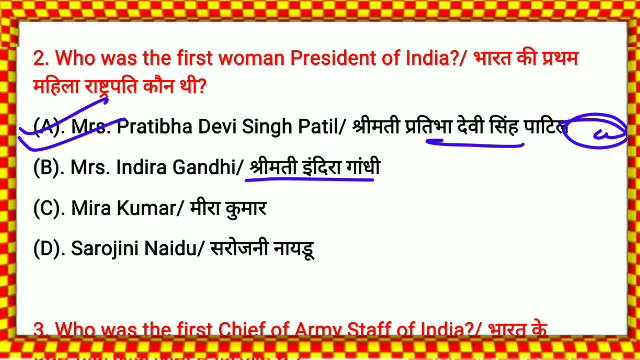 2. Who was the first woman President of India?/ भारत की प्रथम
महिला राष्ट्रपति कौन थी?
(A). Mrs. Pratibha Devi Singh Patil/ श्रीमती प्रतिभा देवी सिंह पाटिल
(B). Mrs. Indira Gandhi/ श्रीमती इंदिरा गांधी
(C). Mira Kumar/ मीरा कुमार
(D). Sarojini Naidu/ सरोजनी नायडू
3. Who was the first Chief of Army Staff of India?/ भारत के